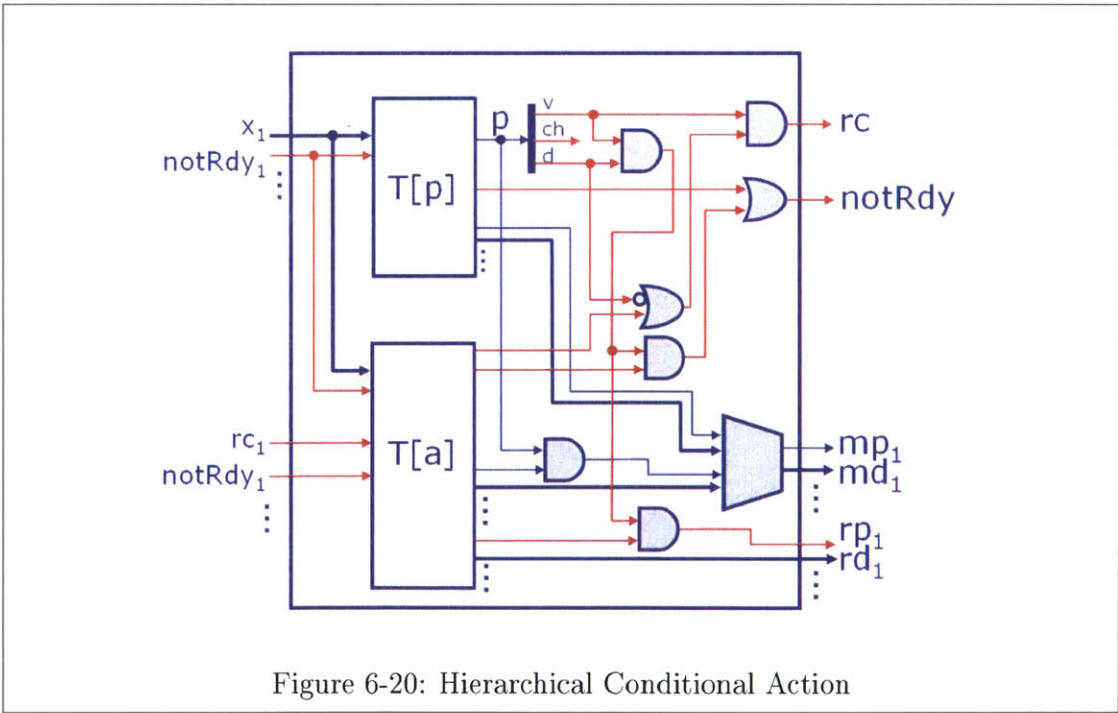 x₁
notRdy₁
T[p]
p
v
ch
d
rc
notRdy
T[a]
rc₁
notRdy₁
mp₁
md₁
rp₁
rd₁
Figure 6-20: Hierarchical Conditional Action